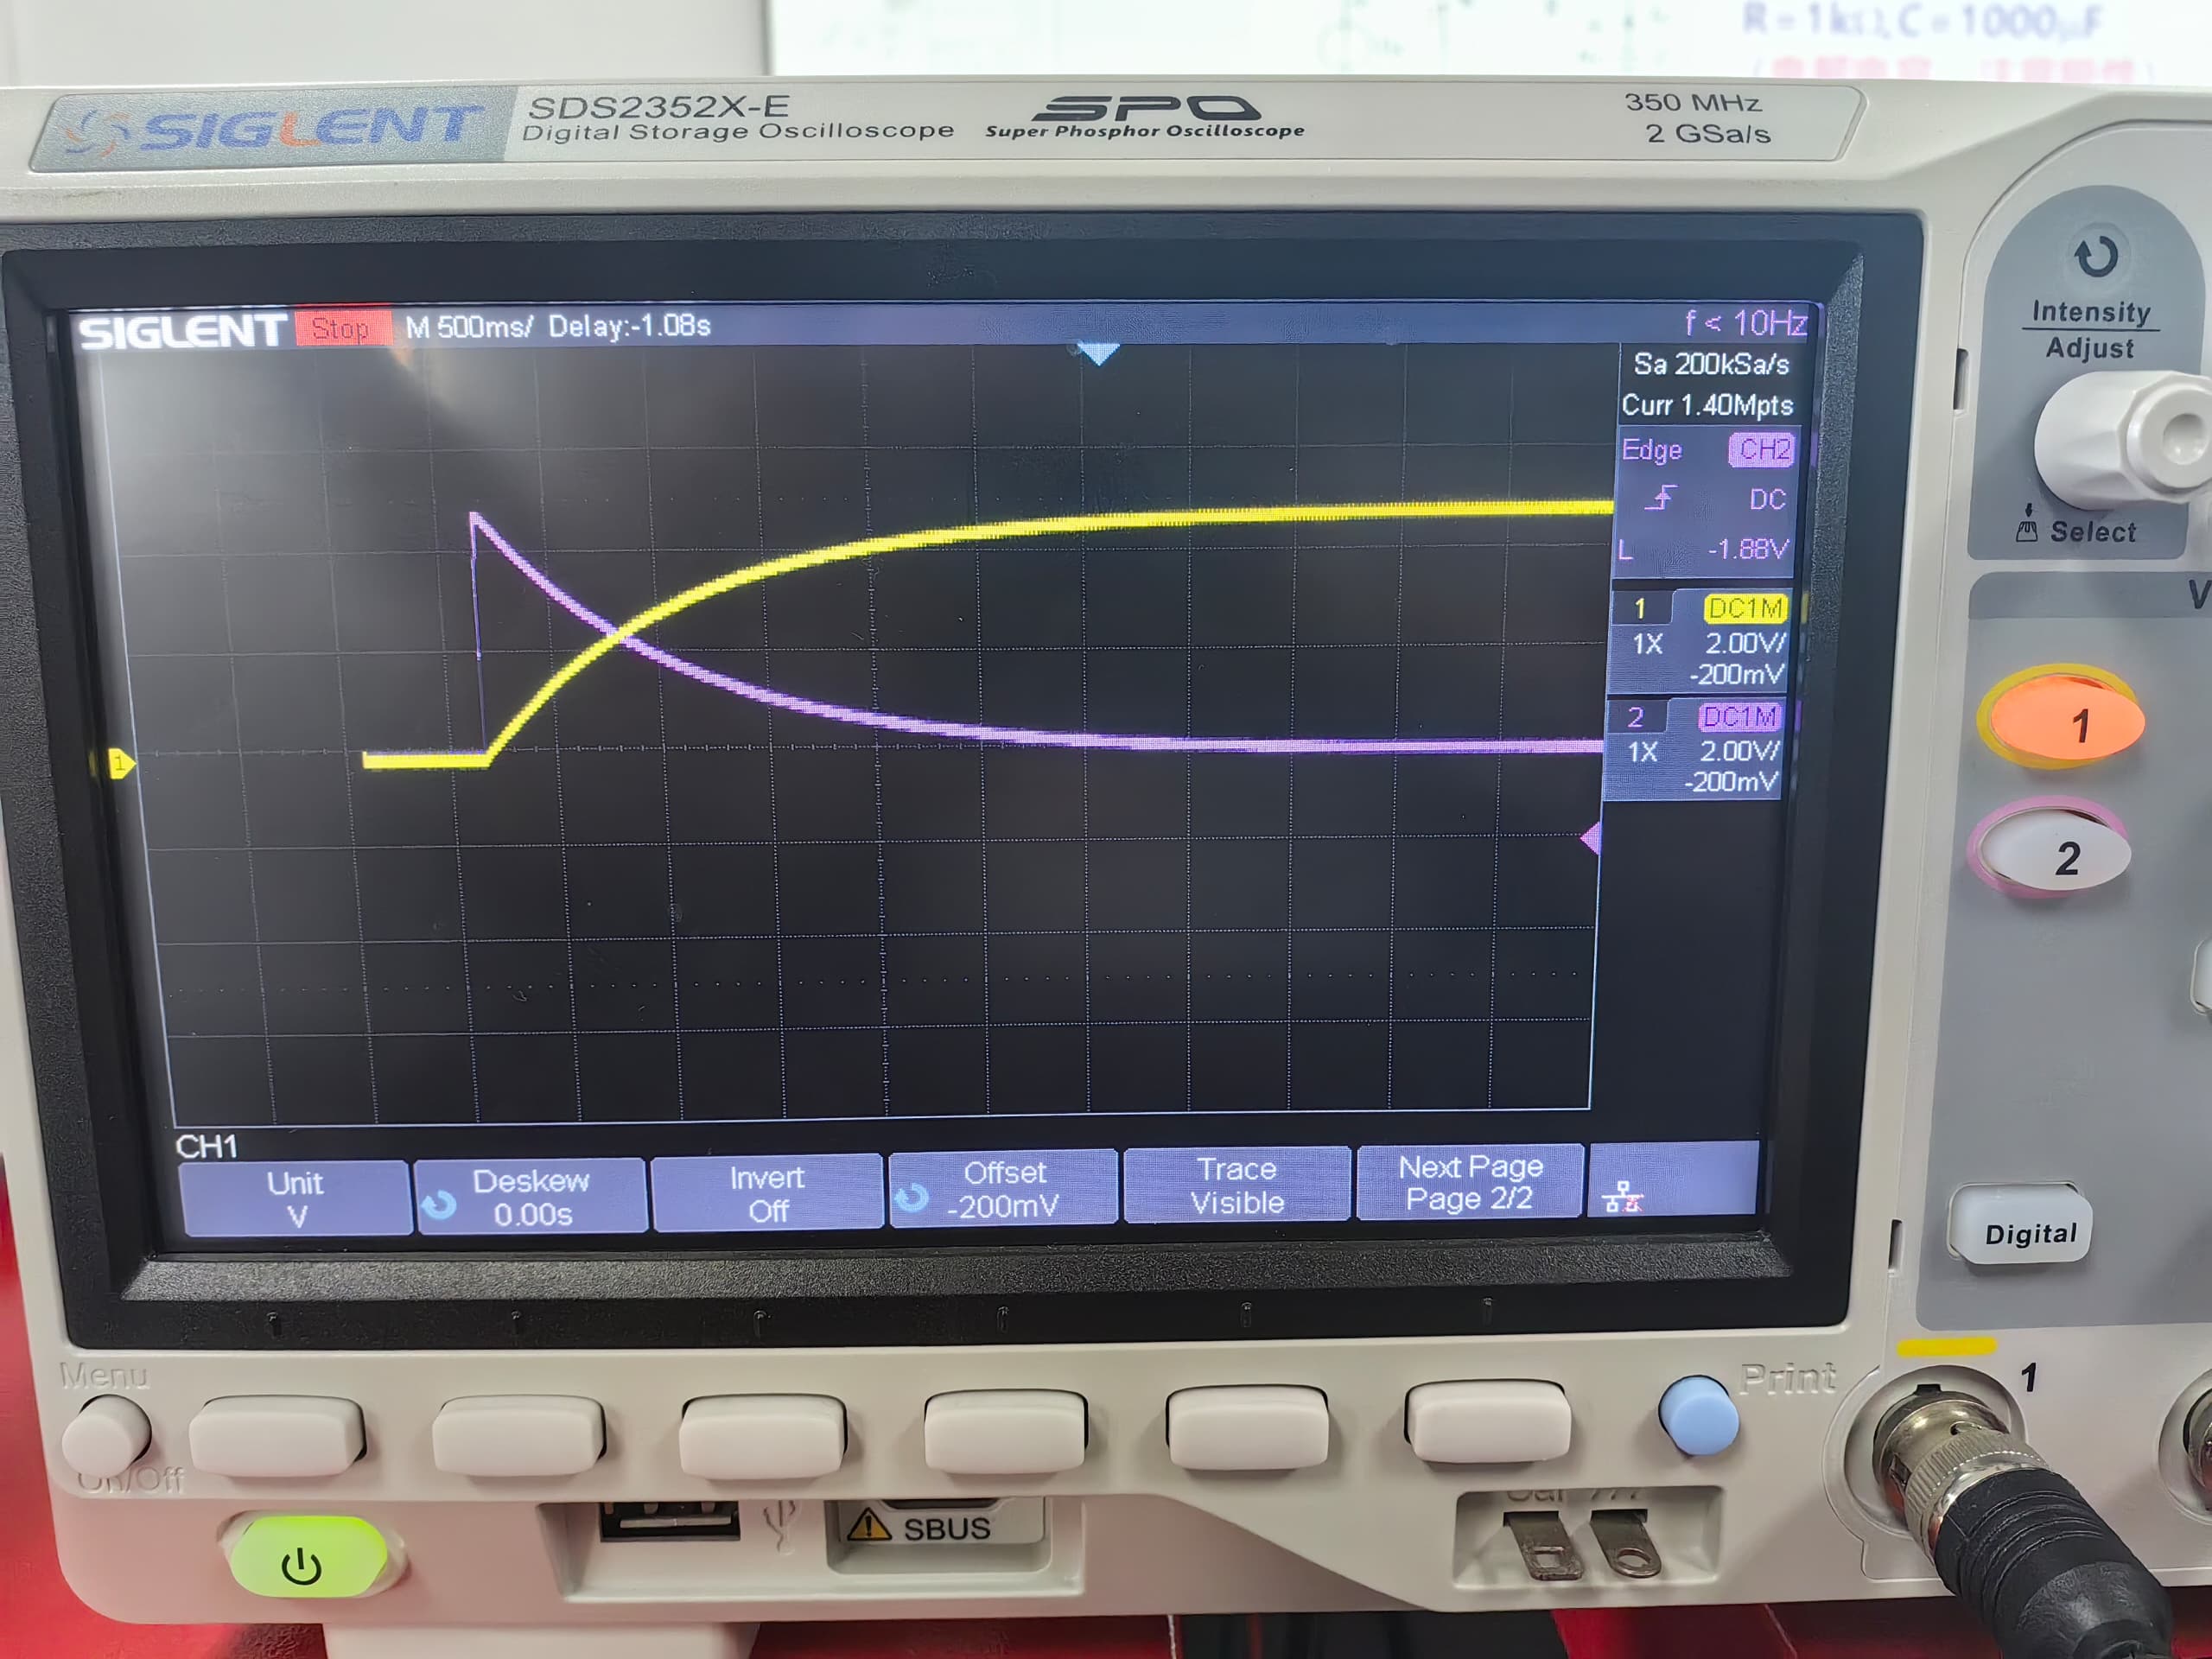 R = 1kΩ, C = 1000μF
SIGLENT
SDS2352X-E
Digital Storage Oscilloscope
SPO
Super Phosphor Oscilloscope
350 MHz
2 GSa/s
Intensity
Adjust
Select
SIGLENT Stop M 500ms/ Delay:-1.08s
f < 10Hz
Sa 200kSa/s
Curr 1.40Mpts
Edge CH2
DC
L -1.88V
1 DC1M
1X 2.00V/
-200mV
2 DC1M
1X 2.00V/
-200mV
1
V
1
2
CH1
Unit
V
Deskew
0.00s
Invert
Off
Offset
-200mV
Trace
Visible
Next Page
Page 2/2
Digital
Menu
On/Off
Print
1
SBUS